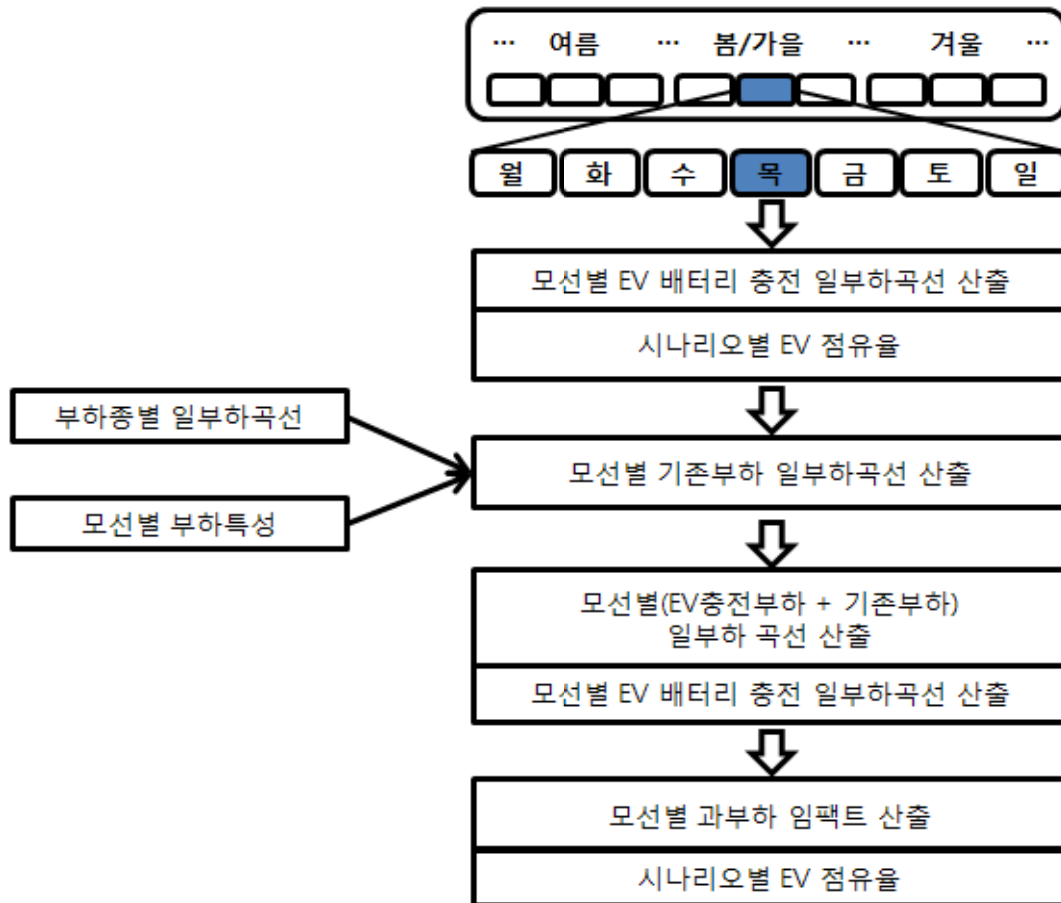 … 여름 … 봄/가을 … 겨울 …
월 화 수 목 금 토 일
모선별 EV 배터리 충전 일부하곡선 산출
시나리오별 EV 점유율
부하종별 일부하곡선
모선별 부하특성
모선별 기존부하 일부하곡선 산출
모선별(EV충전부하 + 기존부하)
일부하 곡선 산출
모선별 EV 배터리 충전 일부하곡선 산출
모선별 과부하 임팩트 산출
시나리오별 EV 점유율